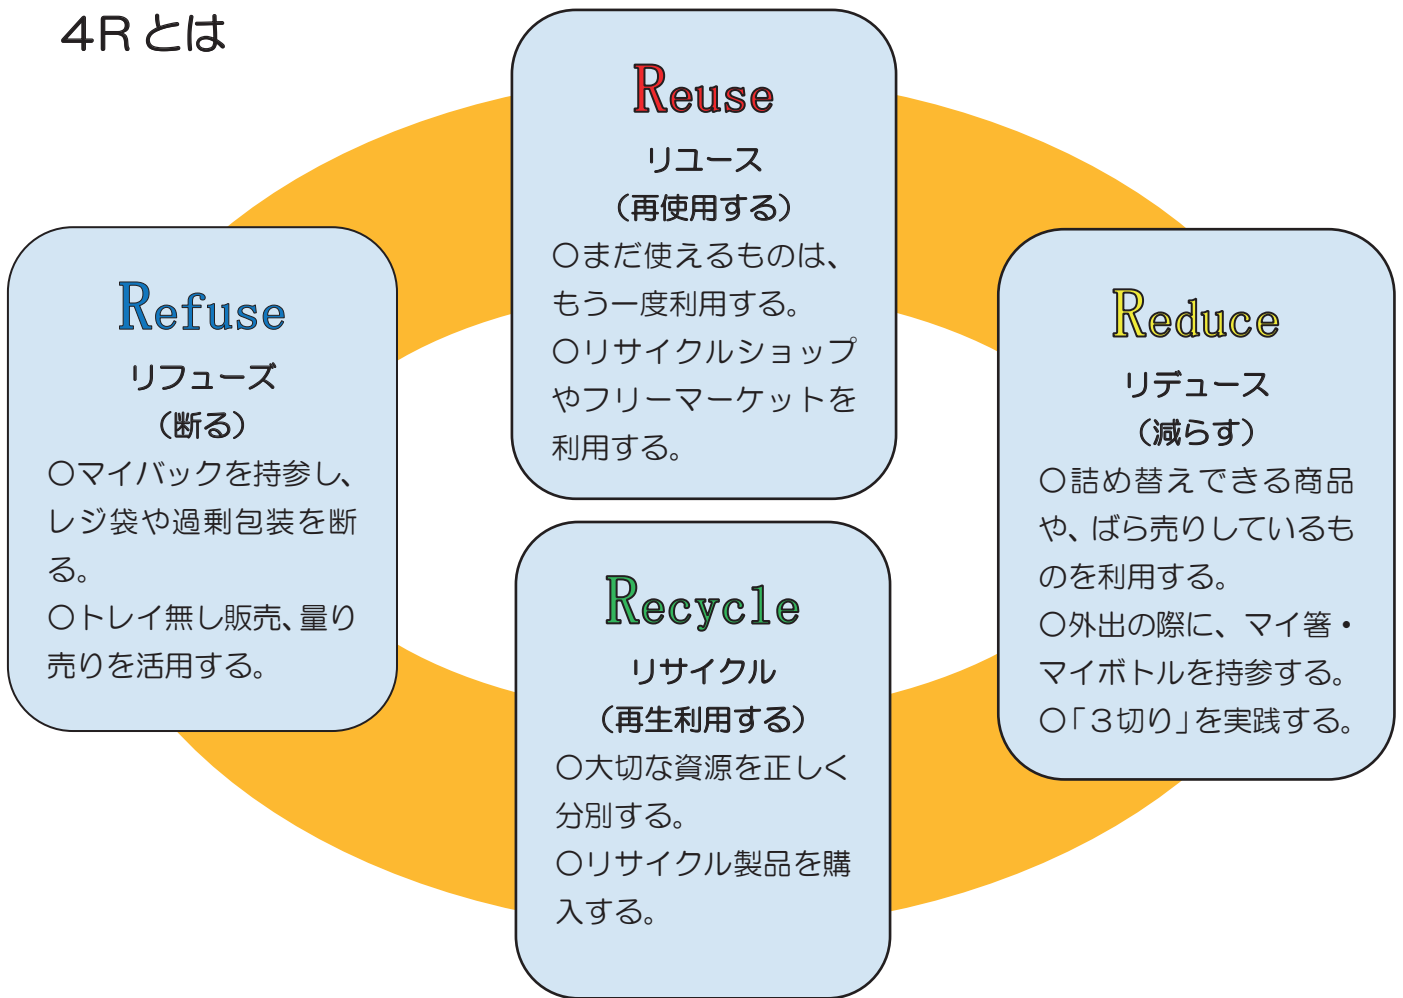 4Rとは
Reuse
リユース
（再使用する）
○まだ使えるものは、
もう一度利用する。
○リサイクルショップ
やフリーマーケットを
利用する。
Refuse
リフューズ
（断る）
○マイバックを持参し、
レジ袋や過剰包装を断
る。
○トレイ無し販売、量り
売りを活用する。
Reduce
リデュース
（減らす）
○詰め替えできる商品
や、ばら売りしているも
のを利用する。
○外出の際に、マイ箸・
マイボトルを持参する。
○「３切り」を実践する。
Recycle
リサイクル
（再生利用する）
○大切な資源を正しく
分別する。
○リサイクル製品を購
入する。